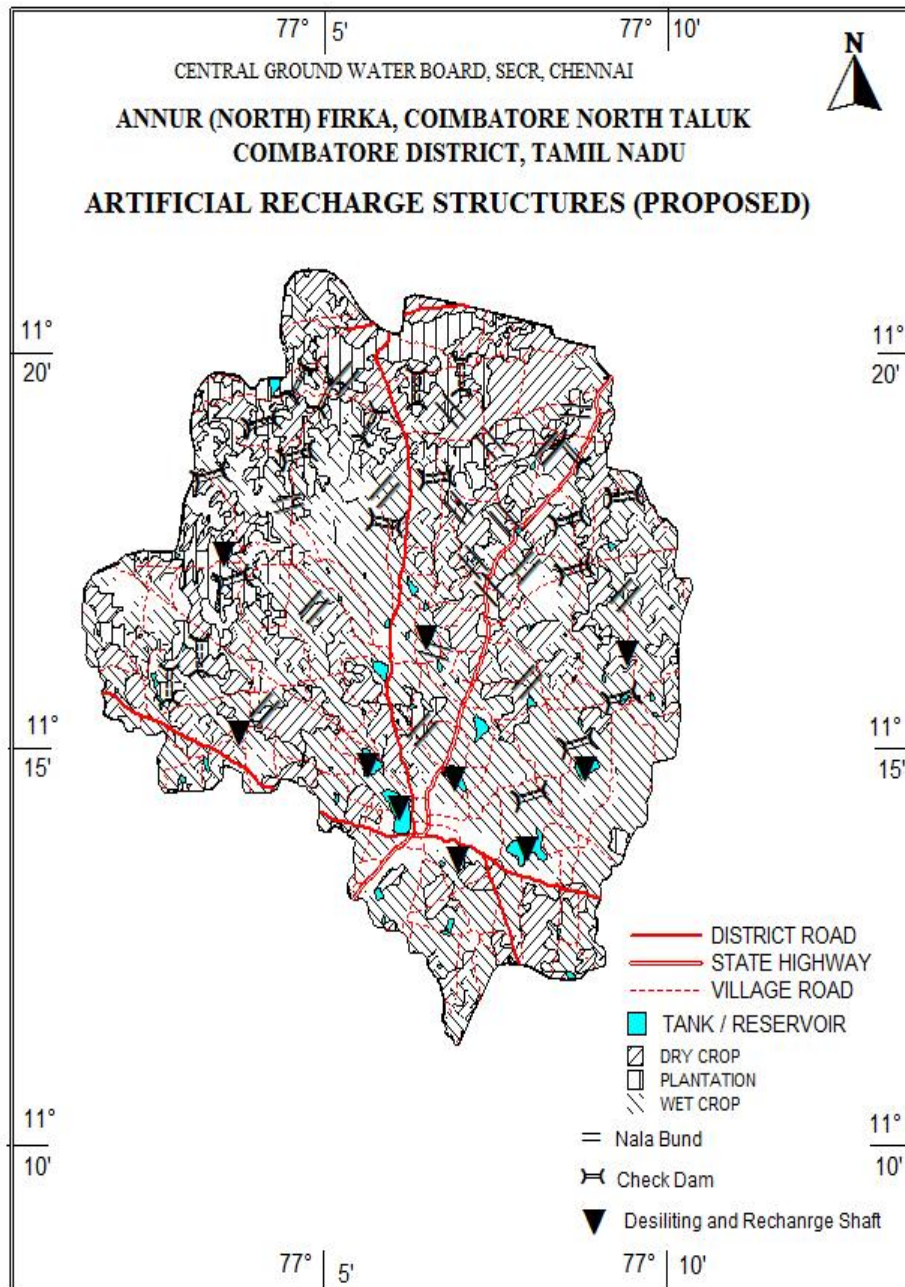 77° 5'
77° 10'
N
CENTRAL GROUND WATER BOARD, SECR, CHENNAI
ANNUR (NORTH) FIRKA, COIMBATORE NORTH TALUK
COIMBATORE DISTRICT, TAMIL NADU
ARTIFICIAL RECHARGE STRUCTURES (PROPOSED)
11°
20'
11°
20'
11°
15'
11°
15'
DISTRICT ROAD
STATE HIGHWAY
VILLAGE ROAD
TANK / RESERVOIR
DRY CROP
PLANTATION
WET CROP
11°
10'
11°
10'
Nala Bund
Check Dam
Desiliting and Rechanrge Shaft
77° 5'
77° 10'